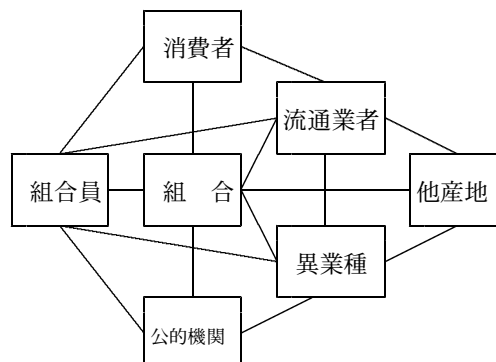 消費者
流通業者
組合員
組　合
他産地
異業種
公的機関